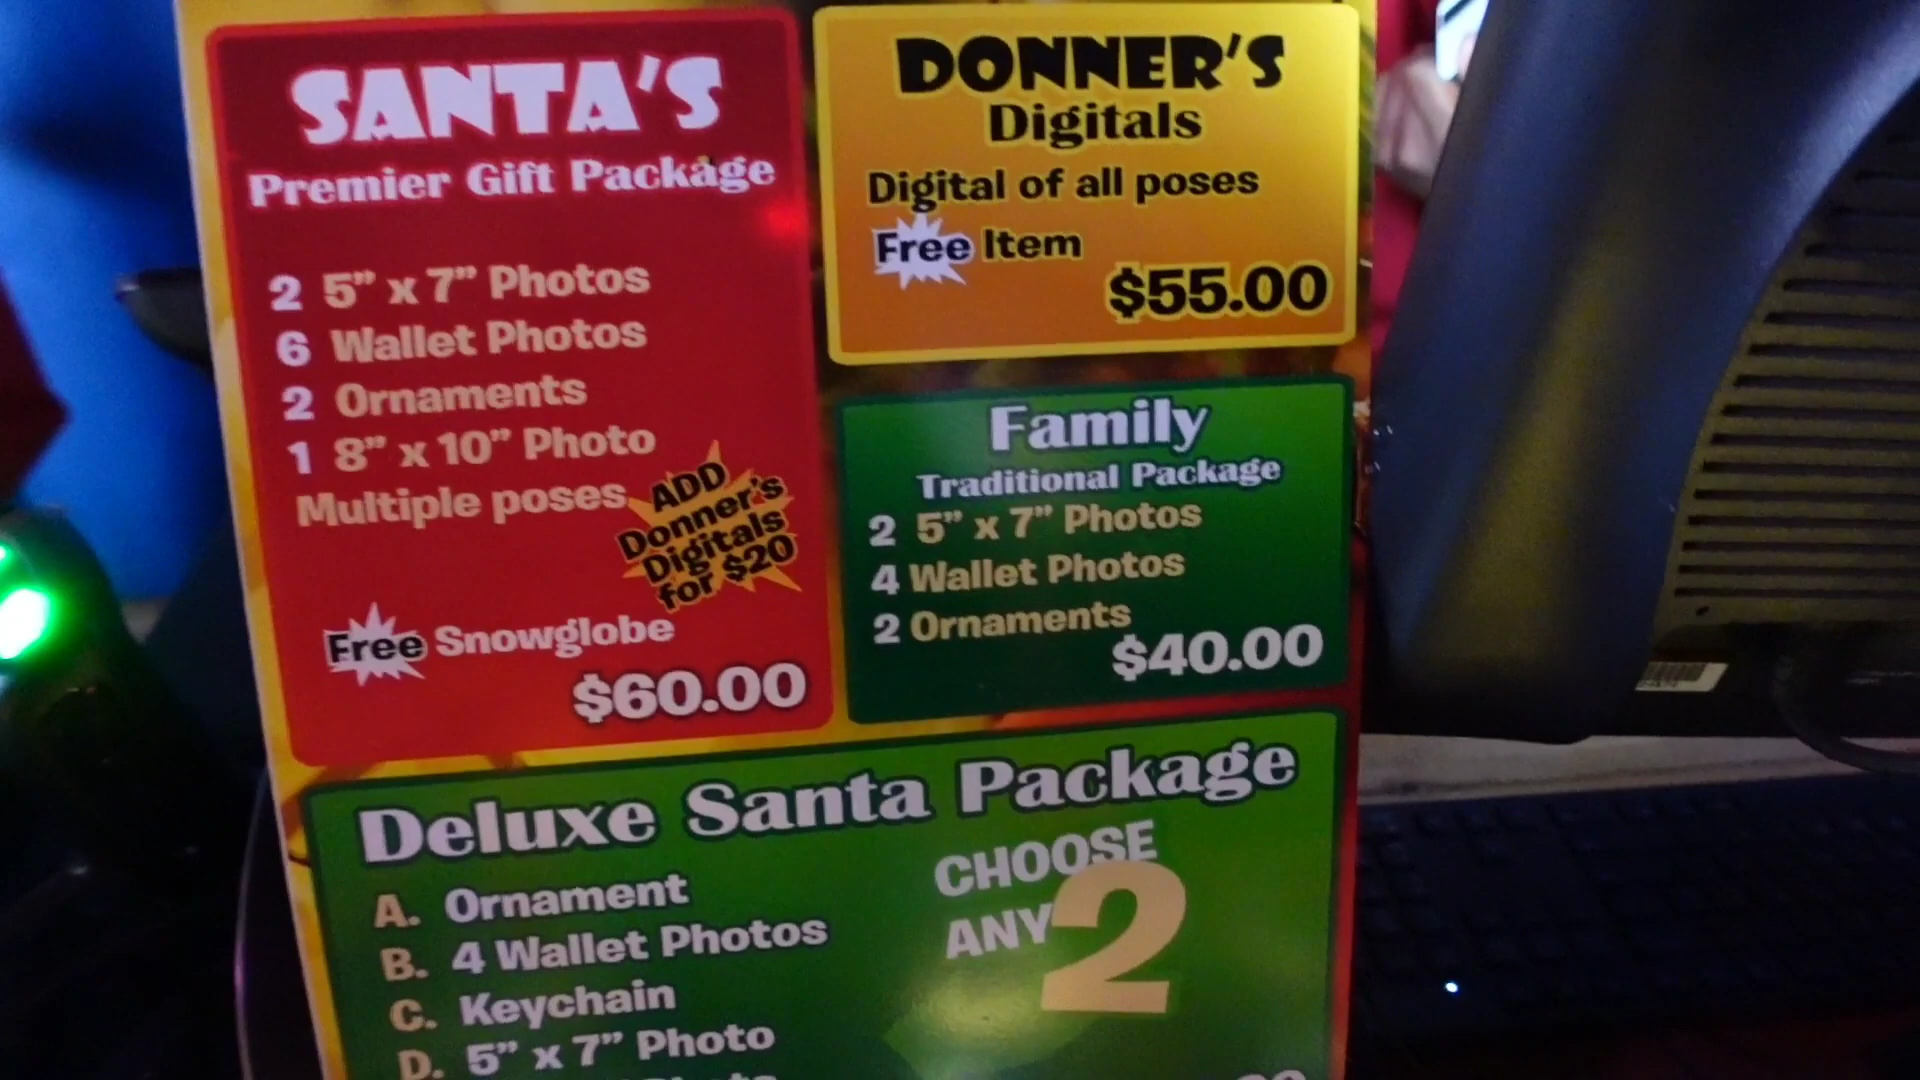 SANTA'S
Premier Gift Package
2 5" x 7" Photos
6 Wallet Photos
2 Ornaments
1 8" x 10" Photo
Multiple poses
ADD
Donner's
Digitals
for $20
Free Snowglobe
$60.00
DONNER'S
Digitals
Digital of all poses
Free Item
$55.00
Family
Traditional Package
2 5" x 7" Photos
4 Wallet Photos
2 Ornaments
$40.00
Deluxe Santa Package
A. Ornament
B. 4 Wallet Photos
C. Keychain
D. 5" x 7" Photo
CHOOSE
ANY 2